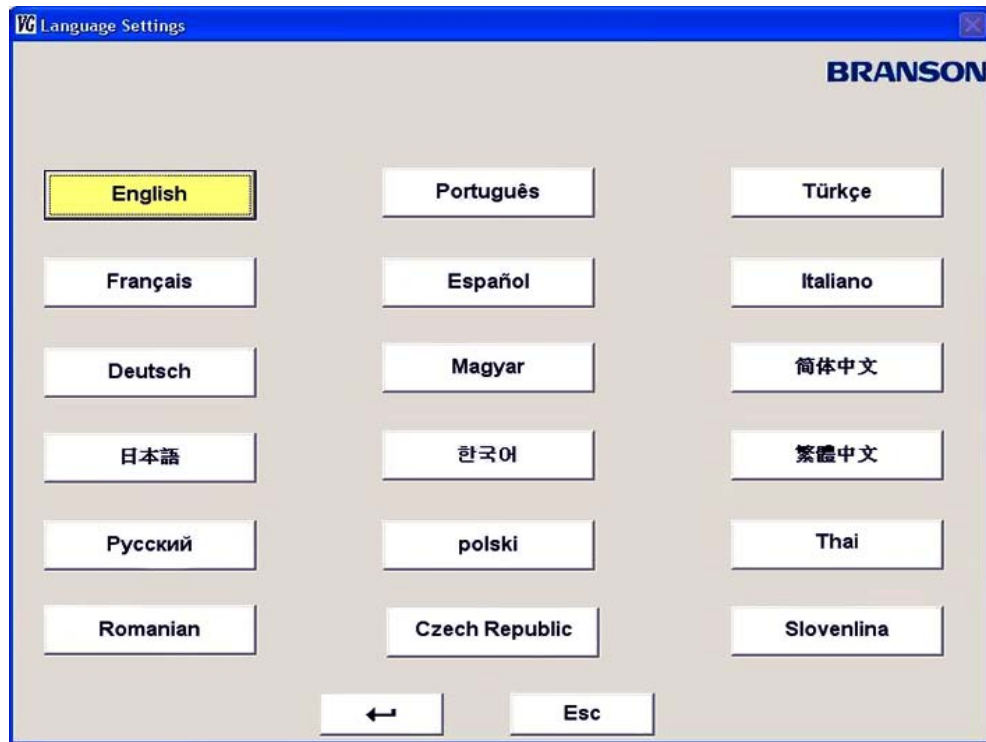 VG Language Settings
BRANSON
English Português Türkçe
Français Español Italiano
Deutsch Magyar 简体中文
日本語 한국어 繁體中文
Русский polski Thai
Romanian Czech Republic Slovenlina
Esc